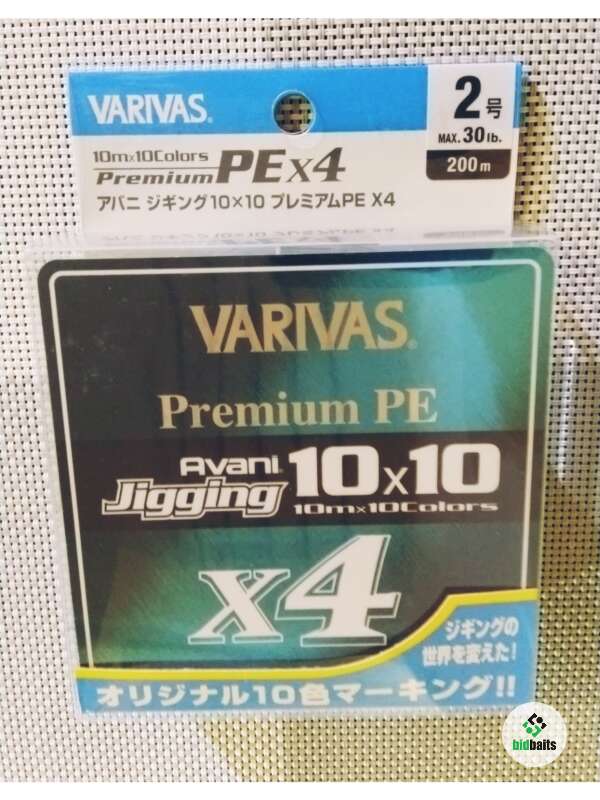 VARIVAS®
2号
MAX. 30 lb.
200m
10m×10Colors
Premium PE X4
アバニ ジギング10×10 プレミアムPE X4
VARIVAS®
Premium PE
Avani
Jigging 10×10
10m×10Colors
X4
ジギングの
世界を変えた!
オリジナル10色マーキング!!
bidbaits